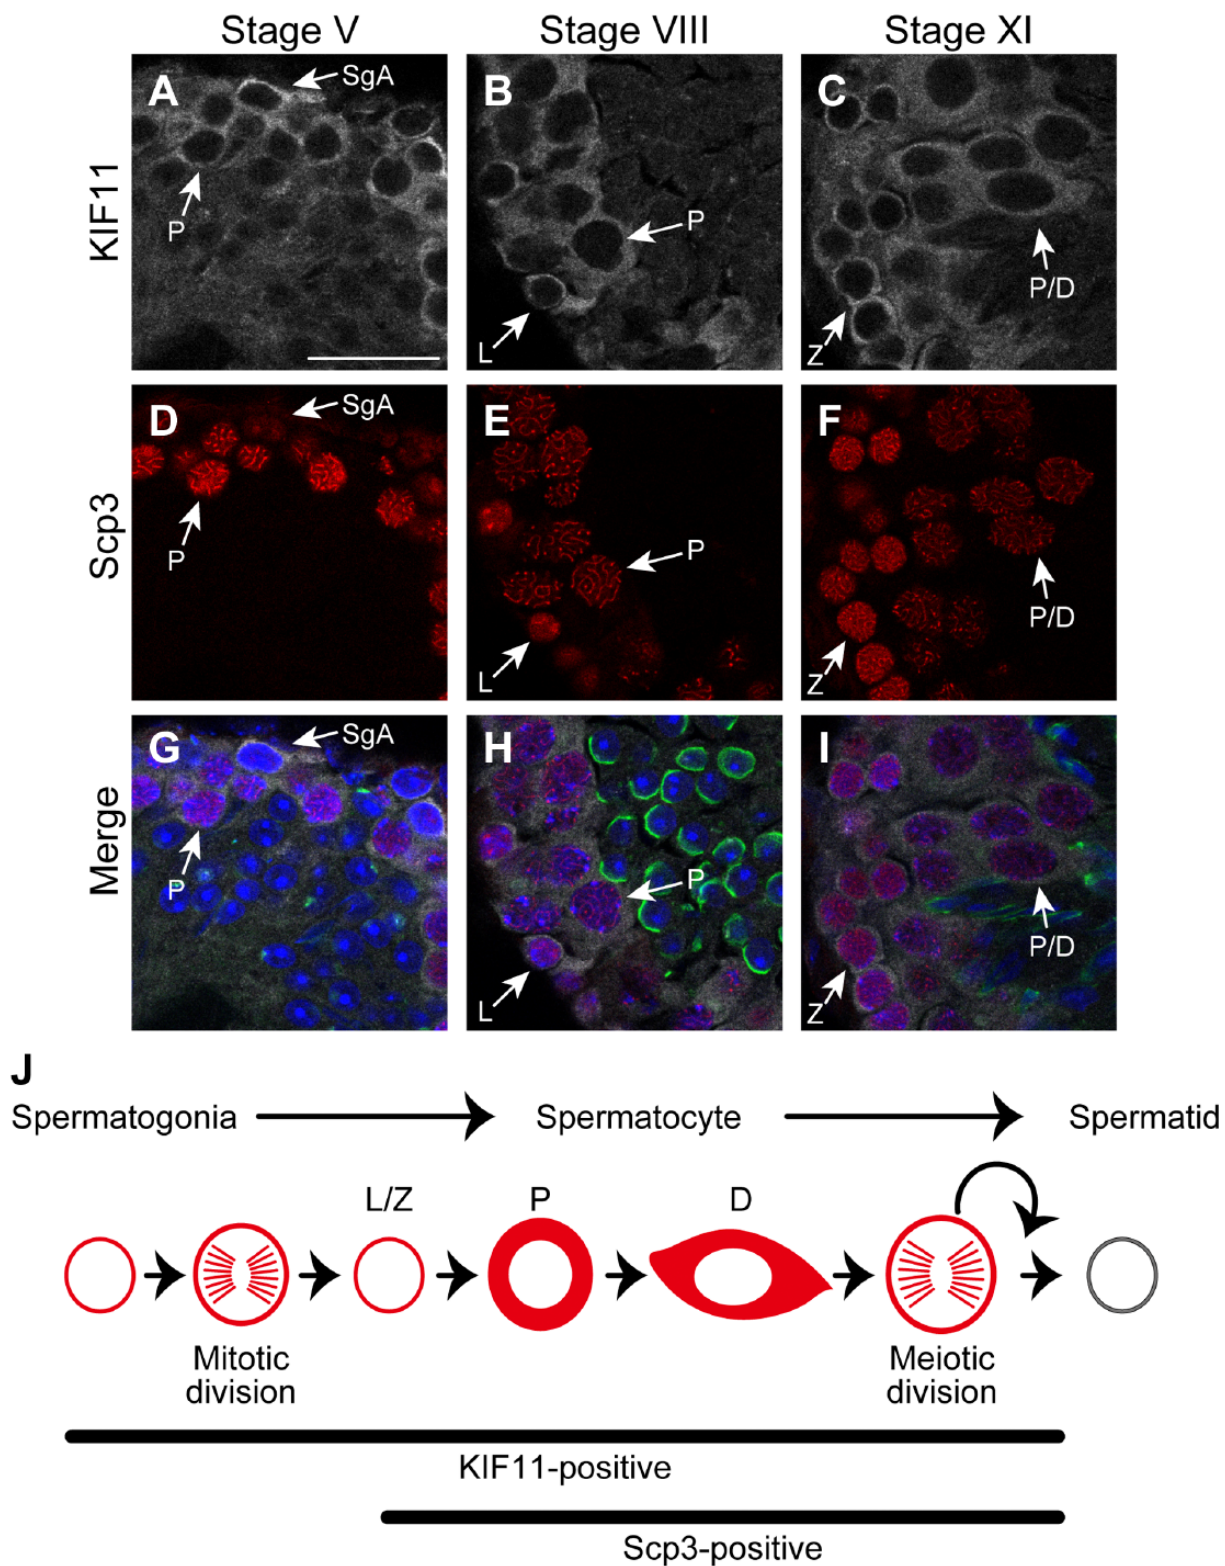 Stage V
Stage VIII
Stage XI
KIF11
A
SgA
P
B
P
L
C
P/D
Z
Scp3
D
SgA
P
E
P
L
F
P/D
Z
Merge
G
SgA
P
H
P
L
I
P/D
Z
J
Spermatogonia
Spermatocyte
Spermatid
L/Z
P
D
Mitotic
division
Meiotic
division
KIF11-positive
Scp3-positive